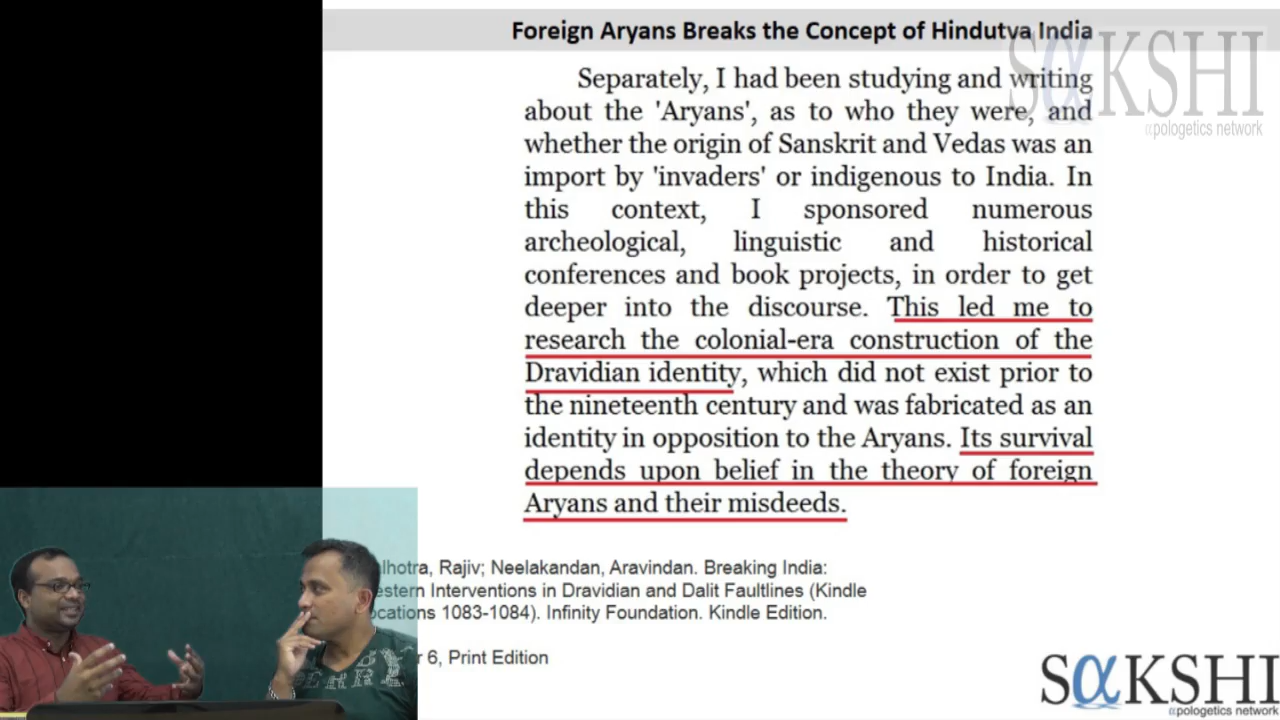 Foreign Aryans Breaks the Concept of Hindutva India
SαKSHI
αpologetics network
Separately, I had been studying and writing
about the 'Aryans', as to who they were, and
whether the origin of Sanskrit and Vedas was an
import by 'invaders' or indigenous to India. In
this context, I sponsored numerous
archeological, linguistic and historical
conferences and book projects, in order to get
deeper into the discourse. This led me to
research the colonial-era construction of the
Dravidian identity, which did not exist prior to
the nineteenth century and was fabricated as an
identity in opposition to the Aryans. Its survival
depends upon belief in the theory of foreign
Aryans and their misdeeds.
lhotra, Rajiv; Neelakandan, Aravindan. Breaking India:
estern Interventions in Dravidian and Dalit Faultlines (Kindle
ocations 1083-1084). Infinity Foundation. Kindle Edition.
r 6, Print Edition
SαKSHI
αpologetics network